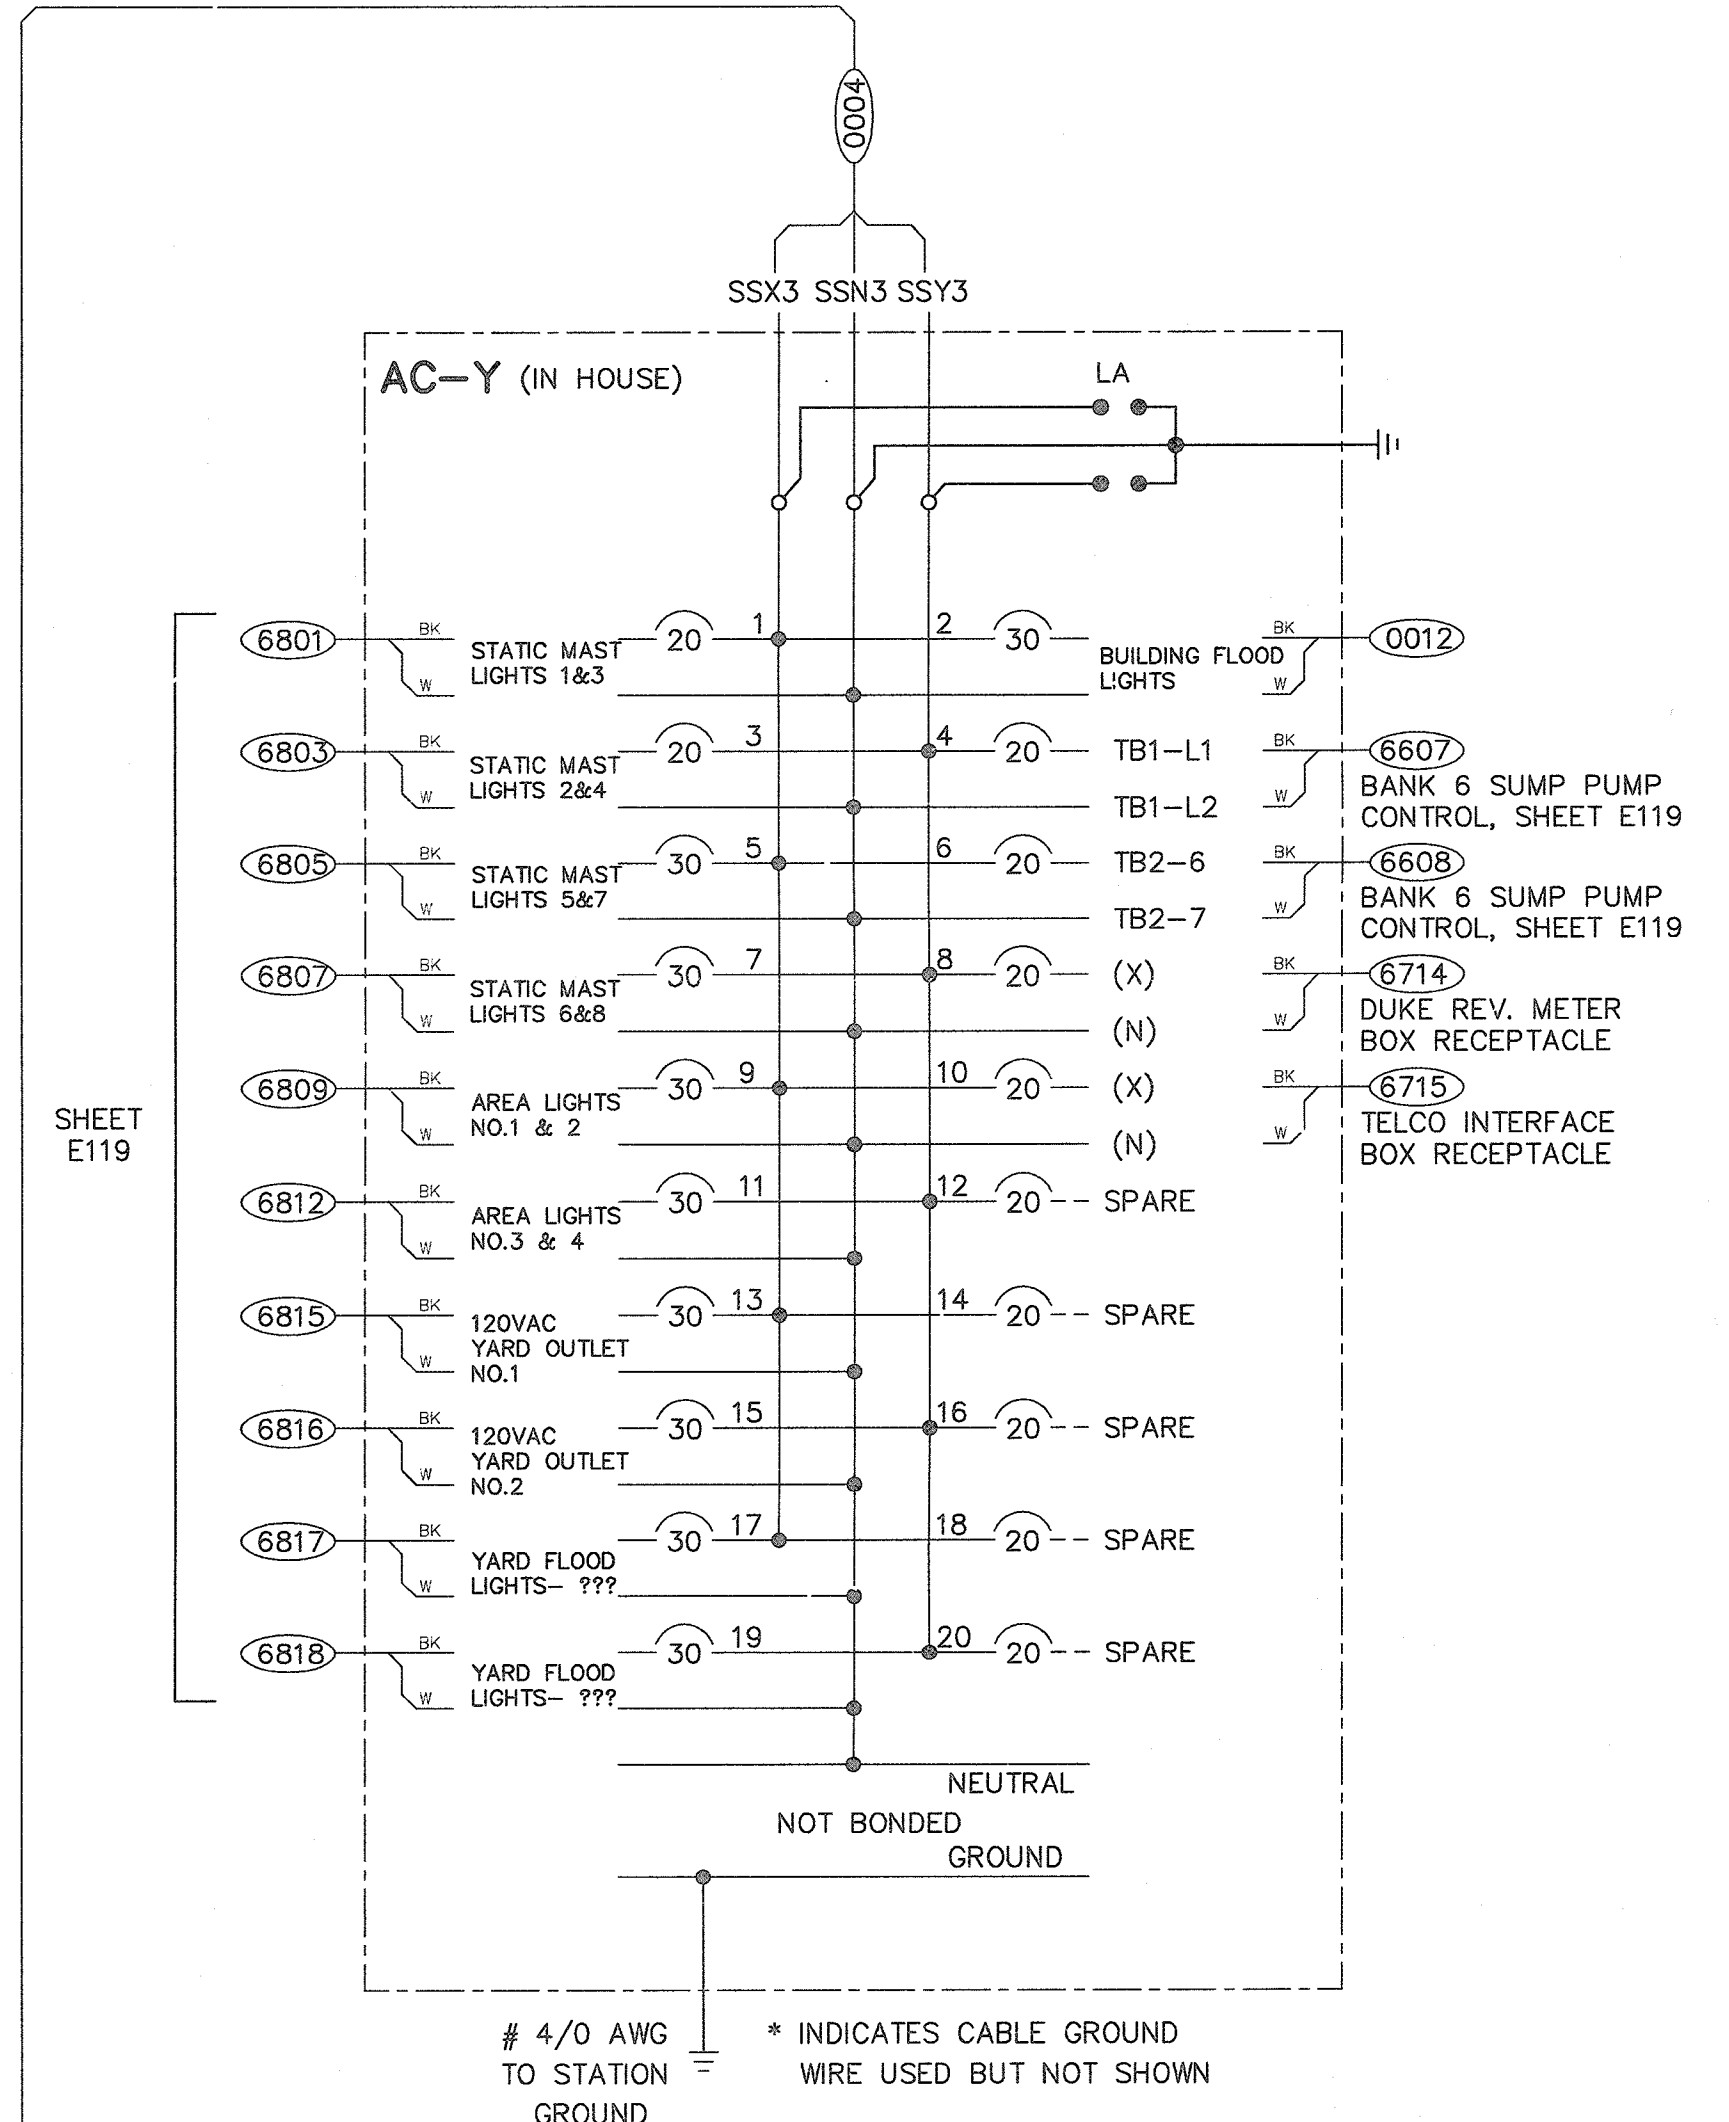 0004
SSX3 SSN3 SSY3
AC-Y (IN HOUSE)
LA
6801 BK STATIC MAST 20 1 2 30 BUILDING FLOOD BK 0012
W LIGHTS 1&3 LIGHTS W
6803 BK STATIC MAST 20 3 4 20 TB1-L1 BK 6607
W LIGHTS 2&4 TB1-L2 W
BANK 6 SUMP PUMP
CONTROL, SHEET E119
6805 BK STATIC MAST 30 5 6 20 TB2-6 BK 6608
W LIGHTS 5&7 TB2-7 W
BANK 6 SUMP PUMP
CONTROL, SHEET E119
6807 BK STATIC MAST 30 7 8 20 (X) BK 6714
W LIGHTS 6&8 (N) W
DUKE REV. METER
BOX RECEPTACLE
6809 BK AREA LIGHTS 30 9 10 20 (X) BK 6715
W NO.1 & 2 (N) W
TELCO INTERFACE
BOX RECEPTACLE
SHEET
E119
6812 BK AREA LIGHTS 30 11 12 20 SPARE
W NO.3 & 4
6815 BK 120VAC 30 13 14 20 SPARE
YARD OUTLET
W NO.1
6816 BK 120VAC 30 15 16 20 SPARE
YARD OUTLET
W NO.2
6817 BK YARD FLOOD 30 17 18 20 SPARE
W LIGHTS- ???
6818 BK YARD FLOOD 30 19 20 20 SPARE
W LIGHTS- ???
NEUTRAL
NOT BONDED
GROUND
# 4/0 AWG
TO STATION
GROUND
* INDICATES CABLE GROUND
WIRE USED BUT NOT SHOWN